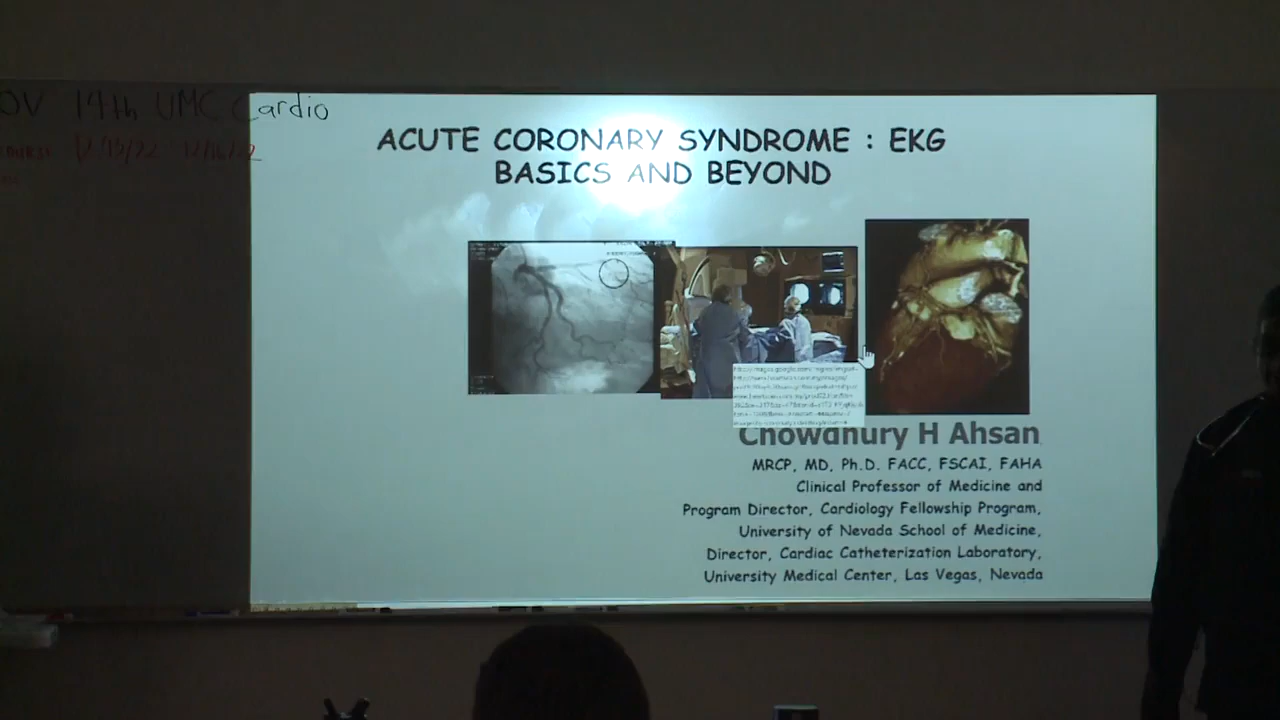 OV 14th UMC Cardio
COURSE
ACUTE CORONARY SYNDROME : EKG
BASICS AND BEYOND
Chowdhury H Ahsan
MRCP, MD, Ph.D. FACC, FSCAI, FAHA
Clinical Professor of Medicine and
Program Director, Cardiology Fellowship Program,
University of Nevada School of Medicine,
Director, Cardiac Catheterization Laboratory,
University Medical Center, Las Vegas, Nevada